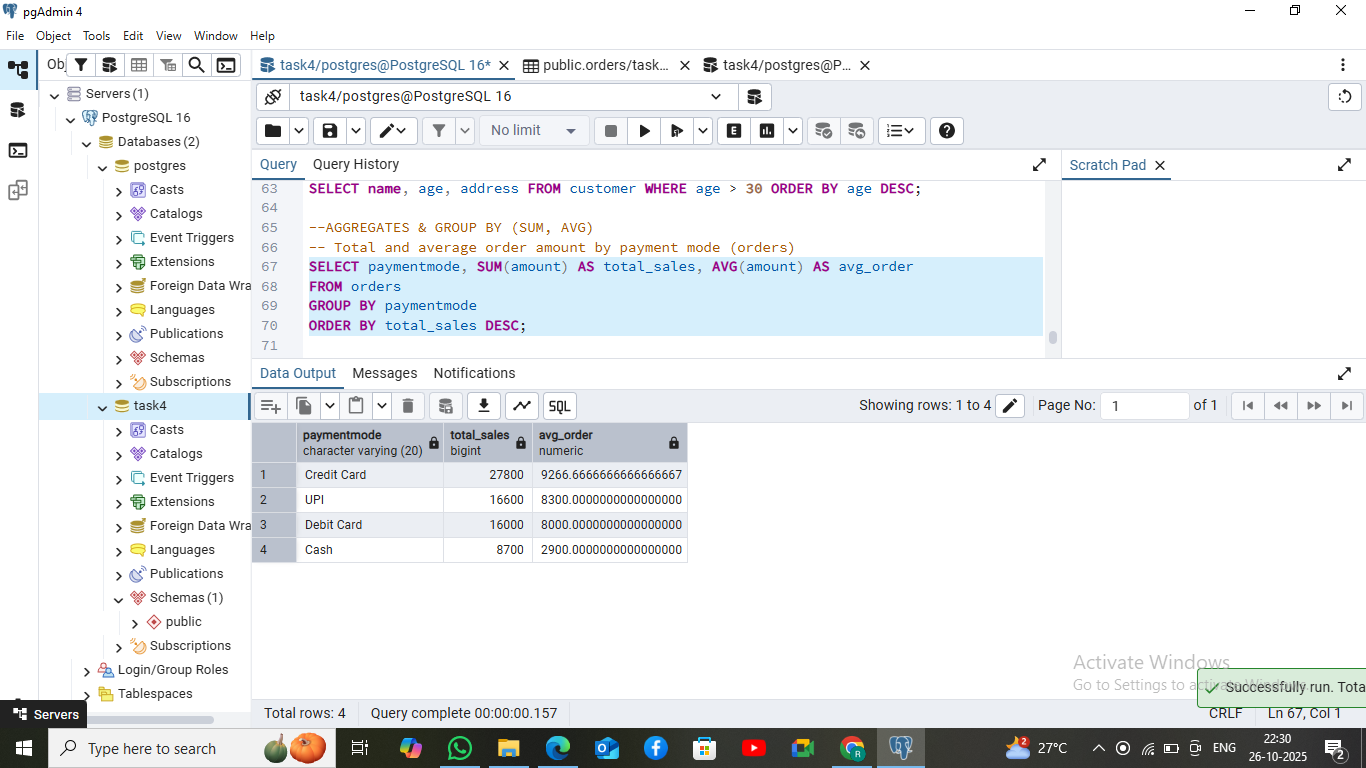 pgAdmin 4
File Object Tools Edit View Window Help
Ob
task4/postgres@PostgreSQL 16*
public.orders/task...
task4/postgres@P...
Servers (1)
PostgreSQL 16
Databases (2)
postgres
Casts
Catalogs
Event Triggers
Extensions
Foreign Data Wra
Languages
Publications
Schemas
Subscriptions
task4
Casts
Catalogs
Event Triggers
Extensions
Foreign Data Wra
Languages
Publications
Schemas (1)
public
Subscriptions
Login/Group Roles
Tablespaces
Servers
task4/postgres@PostgreSQL 16
No limit
E
Query Query History
Scratch Pad
63 SELECT name, age, address FROM customer WHERE age > 30 ORDER BY age DESC;
64
65 --AGGREGATES & GROUP BY (SUM, AVG)
66 -- Total and average order amount by payment mode (orders)
67 SELECT paymentmode, SUM(amount) AS total_sales, AVG(amount) AS avg_order
68 FROM orders
69 GROUP BY paymentmode
70 ORDER BY total_sales DESC;
71
Data Output Messages Notifications
SQL
Showing rows: 1 to 4
Page No: 1 of 1
paymentmode total_sales avg_order
character varying (20) bigint numeric
1 Credit Card 27800 9266.6666666666666667
2 UPI 16600 8300.0000000000000000
3 Debit Card 16000 8000.0000000000000000
4 Cash 8700 2900.0000000000000000
Activate Windows
Go to Settings to activate Windows.
Successfully run. Tota
Total rows: 4 Query complete 00:00:00.157
CRLF Ln 67, Col 1
Type here to search
27°C
ENG
22:30
26-10-2025
2